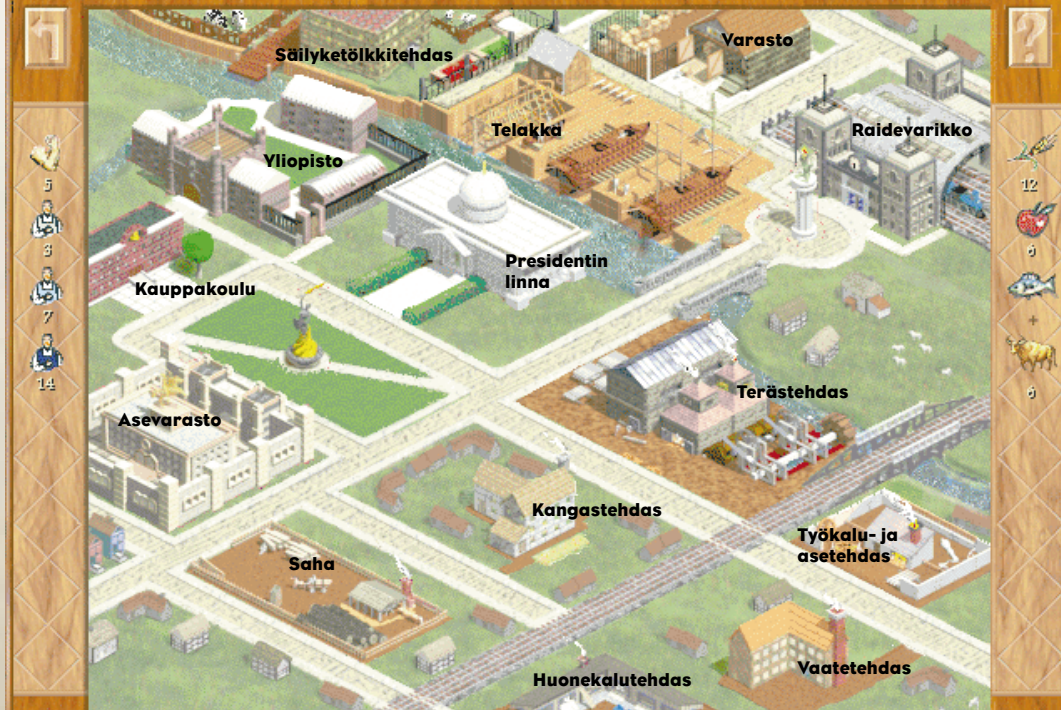 Säilyketölkkitehdas
Varasto
Telakka
Raidevarikko
Yliopisto
Presidentin
linna
Kauppakoulu
Terästehdas
Asevarasto
Kangastehdas
Työkalu- ja
asetehdas
Saha
Vaatetehdas
Huonekalutehdas
5
3
7
14
?
12
6
+
6